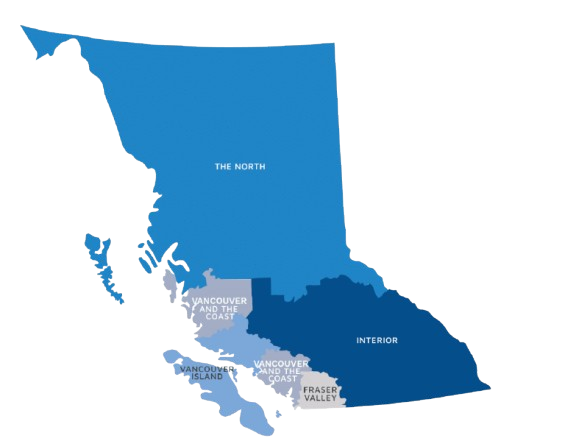 THE NORTH
VANCOUVER
AND THE
COAST
INTERIOR
VANCOUVER
ISLAND
VANCOUVER
AND THE
COAST
FRASER
VALLEY